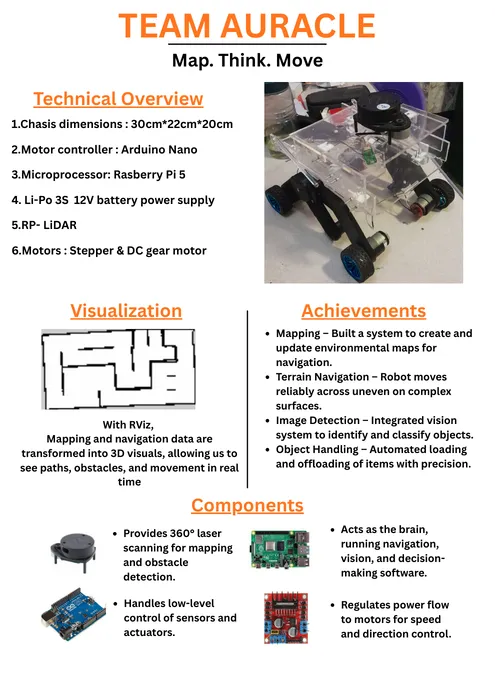 TEAM AURACLE
Map. Think. Move
Technical Overview
1.Chasis dimensions : 30cm*22cm*20cm
2.Motor controller : Arduino Nano
3.Microprocessor: Rasberry Pi 5
4. Li-Po 3S 12V battery power supply
5.RP- LiDAR
6.Motors : Stepper & DC gear motor
Visualization
With RViz,
Mapping and navigation data are
transformed into 3D visuals, allowing us to
see paths, obstacles, and movement in real
time
Achievements
• Mapping – Built a system to create and
update environmental maps for
navigation.
• Terrain Navigation – Robot moves
reliably across uneven on complex
surfaces.
• Image Detection – Integrated vision
system to identify and classify objects.
• Object Handling – Automated loading
and offloading of items with precision.
Components
• Provides 360° laser
scanning for mapping
and obstacle
detection.
• Acts as the brain,
running navigation,
vision, and decision-
making software.
• Handles low-level
control of sensors and
actuators.
• Regulates power flow
to motors for speed
and direction control.